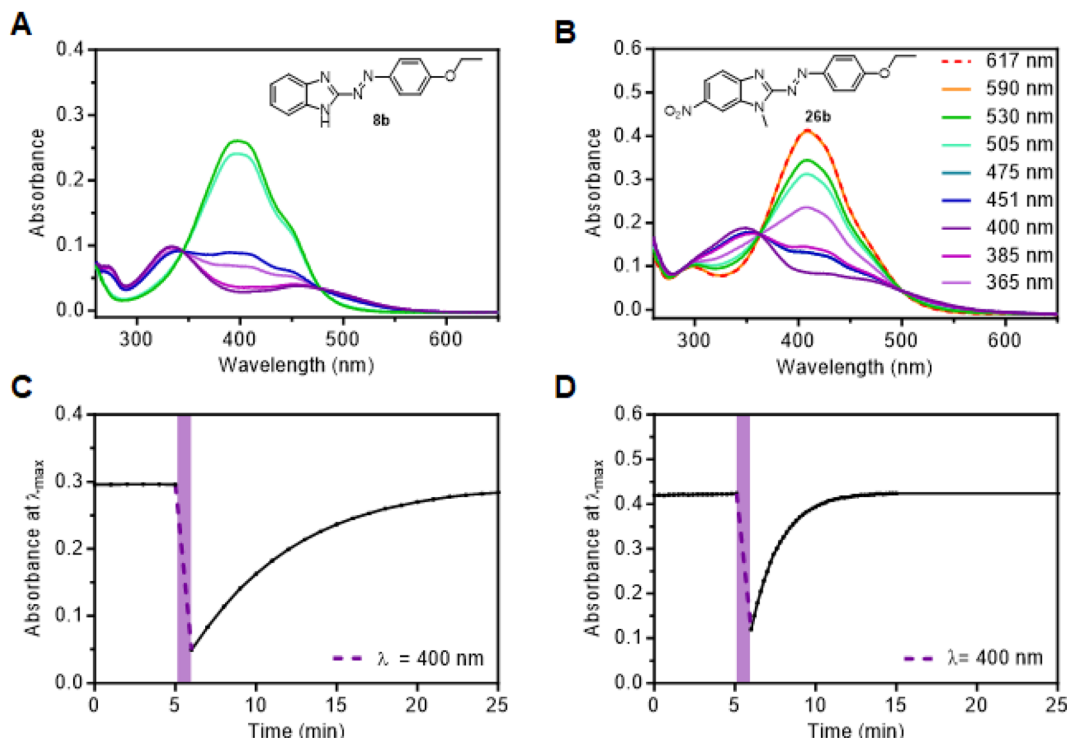 A
0.4
0.3
0.2
0.1
0.0
Absorbance
300
400
500
600
Wavelength (nm)
N
N
H
N
N
O
8b
B
0.6
0.5
0.4
0.3
0.2
0.1
0.0
Absorbance
300
400
500
600
Wavelength (nm)
O₂N
N
N
N
N
O
26b
617 nm
590 nm
530 nm
505 nm
475 nm
451 nm
400 nm
385 nm
365 nm
C
0.4
0.3
0.2
0.1
0.0
Absorbance at λ-max
0
5
10
15
20
25
Time (min)
λ = 400 nm
D
0.6
0.5
0.4
0.3
0.2
0.1
0.0
Absorbance at λ-max
0
5
10
15
20
25
Time (min)
λ= 400 nm